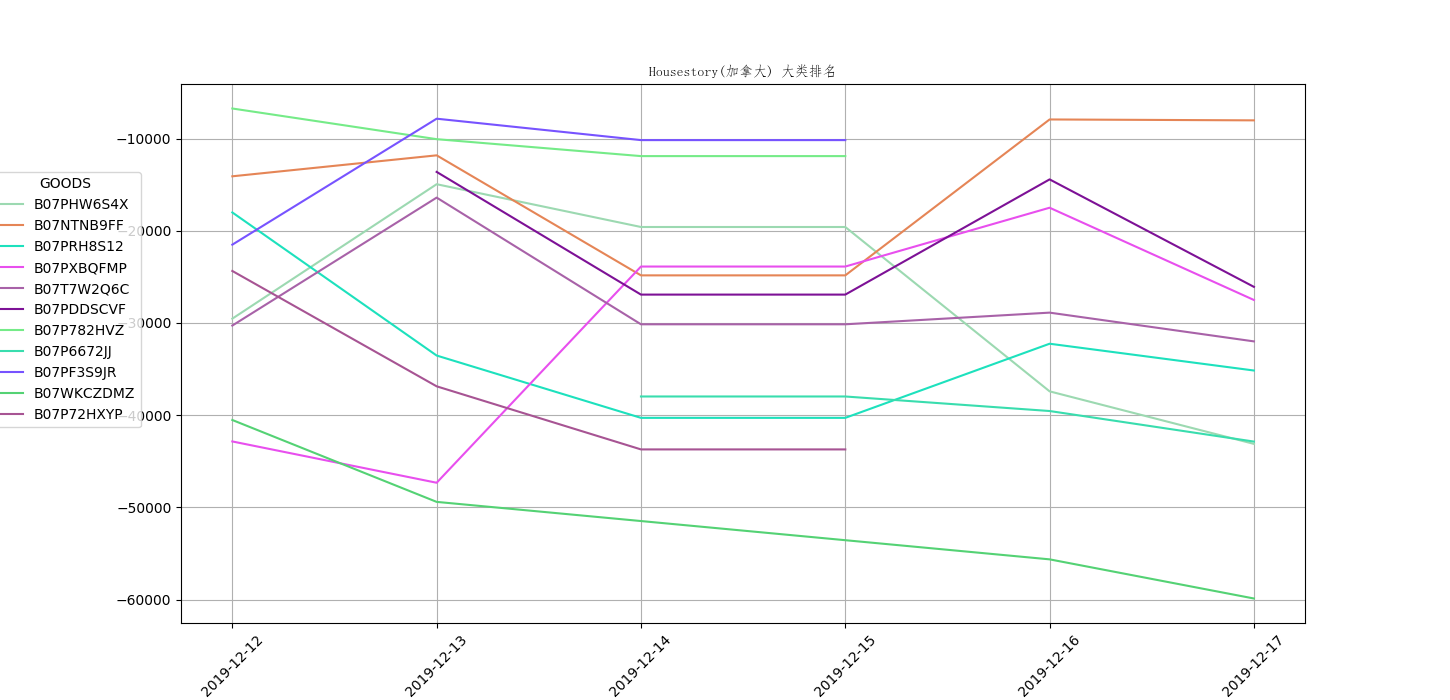 Housestory(加拿大) 大类排名
−10000
−20000
−30000
−40000
−50000
−60000
GOODS
B07PHW6S4X
B07NTNB9FF
B07PRH8S12
B07PXBQFMP
B07T7W2Q6C
B07PDDSCVF
B07P782HVZ
B07P6672JJ
B07PF3S9JR
B07WKCZDMZ
B07P72HXYP
2019-12-12
2019-12-13
2019-12-14
2019-12-15
2019-12-16
2019-12-17